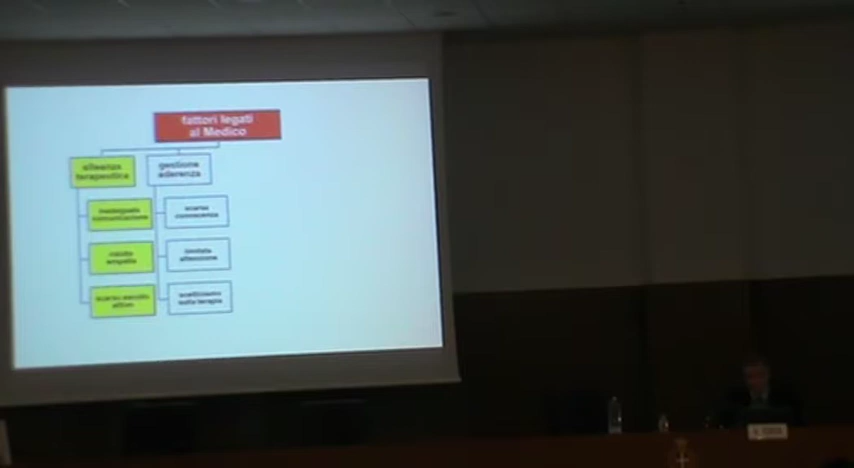 fattori legati
al Medico
alleanza
terapeutica
gestione
aderenza
inadeguata
comunicazione
scarsa
conoscenza
empatia
limitata
attenzione
scarso ascolto
attivo
scetticismo
sulla terapia